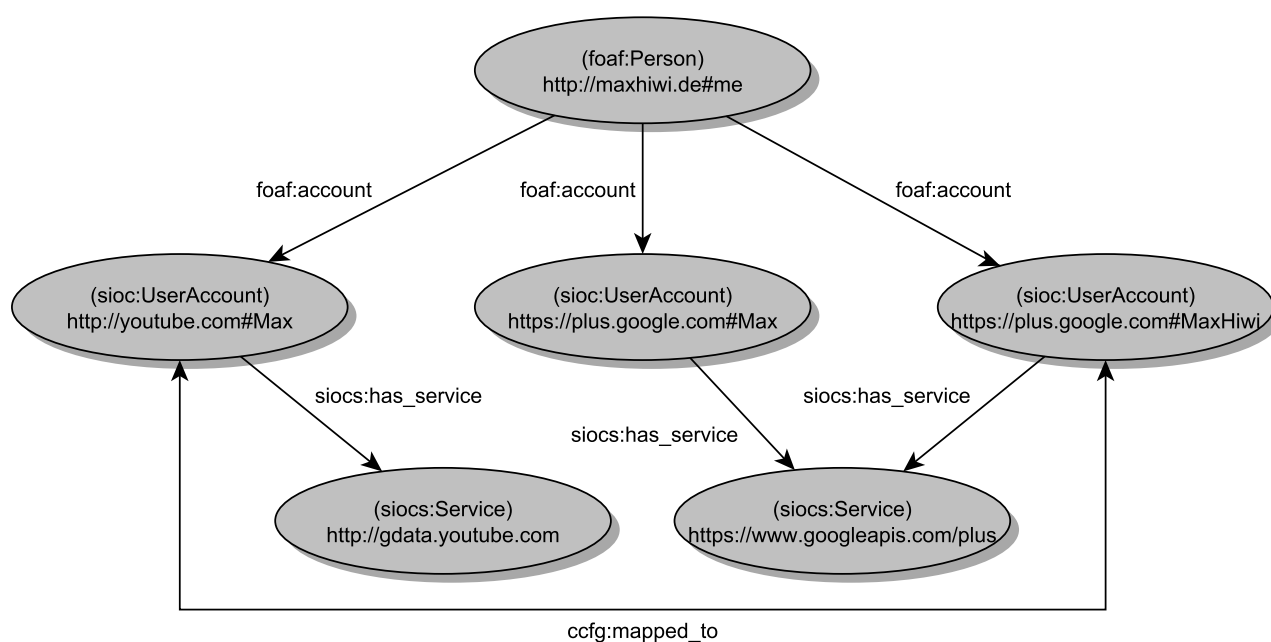 (foaf:Person)
http://maxhiwi.de#me
foaf:account
foaf:account
foaf:account
(sioc:UserAccount)
http://youtube.com#Max
(sioc:UserAccount)
https://plus.google.com#Max
(sioc:UserAccount)
https://plus.google.com#MaxHiwi
siocs:has_service
siocs:has_service
siocs:has_service
(siocs:Service)
http://gdata.youtube.com
(siocs:Service)
https://www.googleapis.com/plus
ccfg:mapped_to